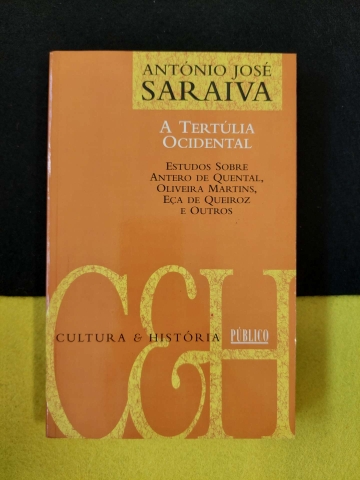 ANTÓNIO JOSÉ
SARAIVA
A TERTÚLIA
OCIDENTAL
ESTUDOS SOBRE
ANTERO DE QUENTAL,
OLIVEIRA MARTINS,
EÇA DE QUEIROZ
E OUTROS
C&H
CULTURA & HISTÓRIA
PÚBLICO